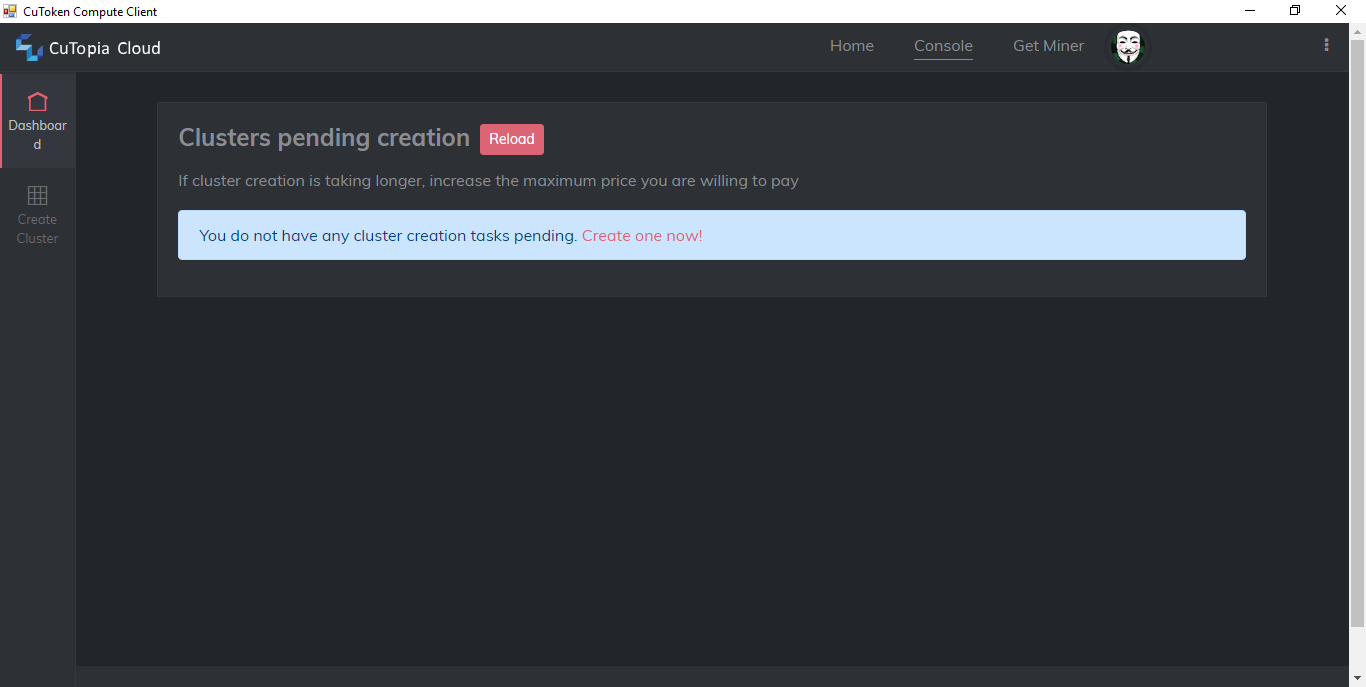 CuToken Compute Client
CuTopia Cloud
Home
Console
Get Miner
Dashboar
d
Create
Cluster
Clusters pending creation
Reload
If cluster creation is taking longer, increase the maximum price you are willing to pay
You do not have any cluster creation tasks pending. Create one now!